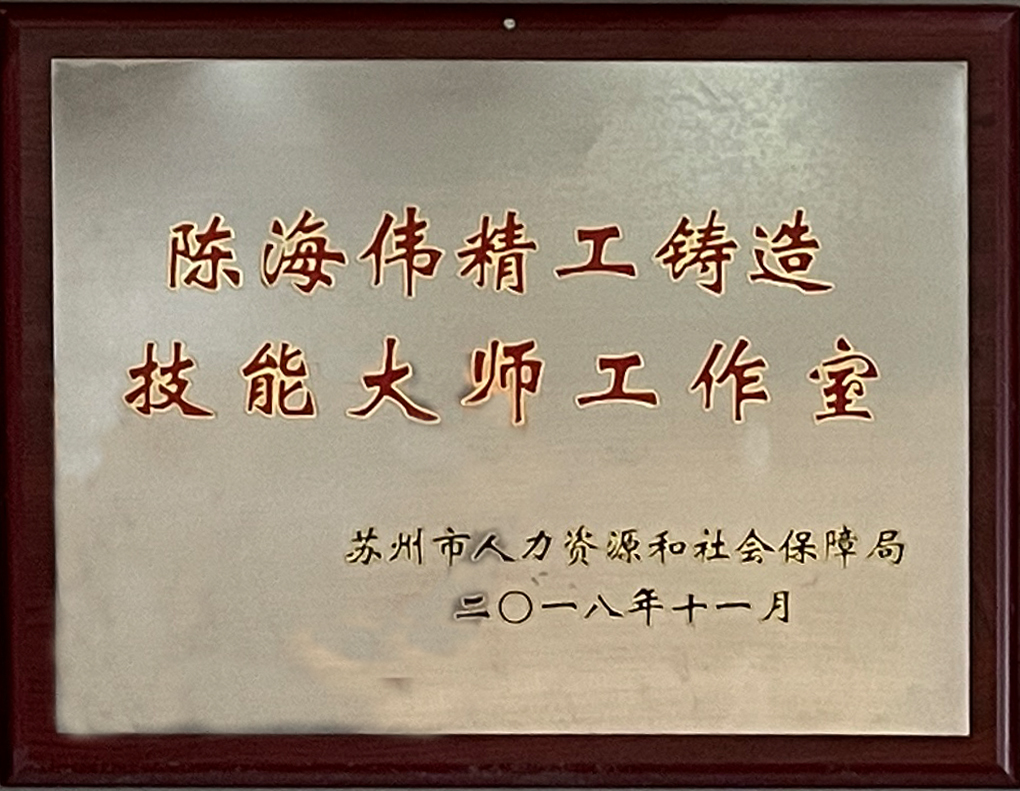 陈海伟精工铸造
技能大师工作室
苏州市人力资源和社会保障局
二〇一八年十一月